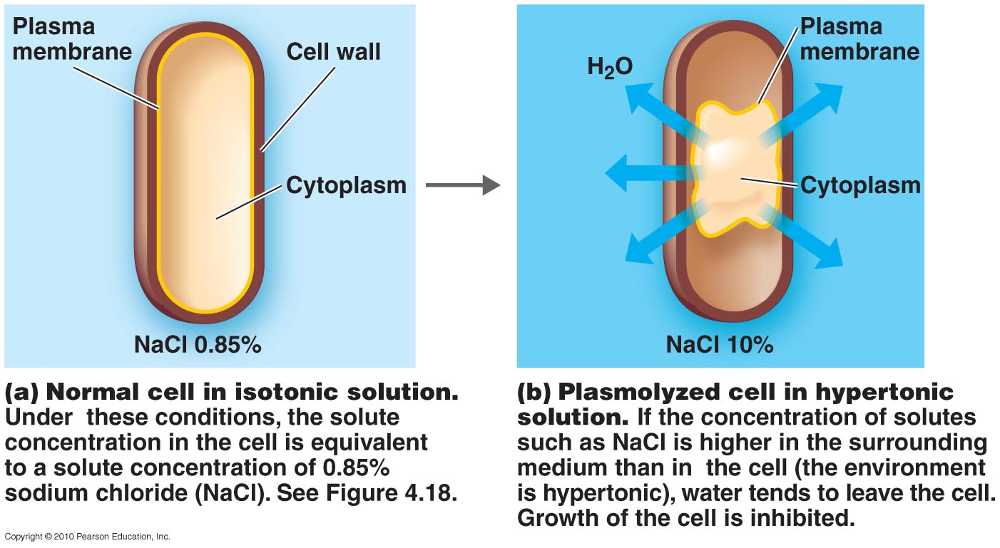 Plasma
membrane
Cell wall
Cytoplasm
NaCl 0.85%
H₂O
Plasma
membrane
Cytoplasm
NaCl 10%
(a) Normal cell in isotonic solution.
Under these conditions, the solute
concentration in the cell is equivalent
to a solute concentration of 0.85%
sodium chloride (NaCl). See Figure 4.18.
(b) Plasmolyzed cell in hypertonic
solution. If the concentration of solutes
such as NaCl is higher in the surrounding
medium than in the cell (the environment
is hypertonic), water tends to leave the cell.
Growth of the cell is inhibited.
Copyright © 2010 Pearson Education, Inc.